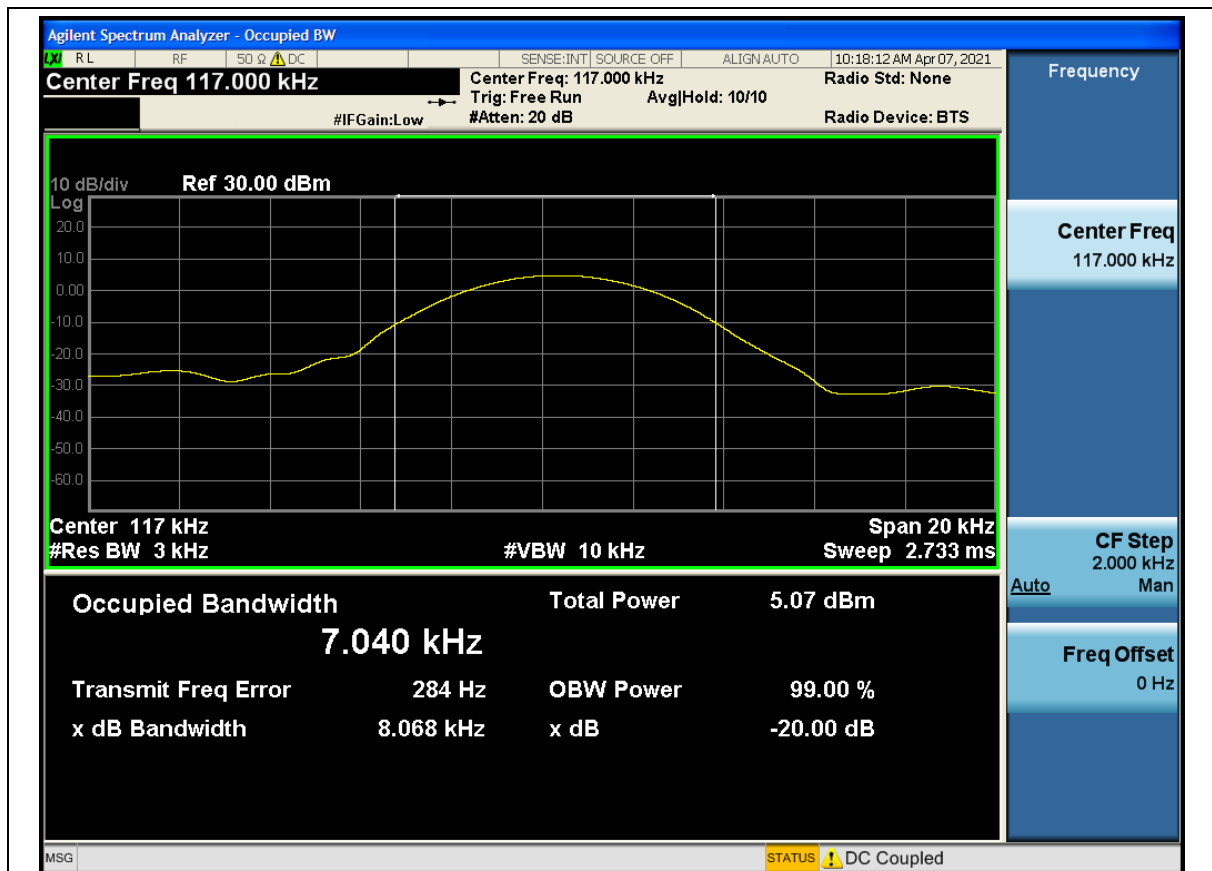 Agilent Spectrum Analyzer - Occupied BW
LXI RL RF 50 Ω DC SENSE:INT SOURCE OFF ALIGN AUTO 10:18:12 AM Apr 07, 2021
Center Freq 117.000 kHz Center Freq: 117.000 kHz Radio Std: None
Trig: Free Run Avg|Hold: 10/10
#IFGain:Low #Atten: 20 dB Radio Device: BTS
10 dB/div Ref 30.00 dBm
Log
20.0
10.0
0.00
-10.0
-20.0
-30.0
-40.0
-50.0
-60.0
Center 117 kHz Span 20 kHz
#Res BW 3 kHz #VBW 10 kHz Sweep 2.733 ms
Occupied Bandwidth Total Power 5.07 dBm
7.040 kHz
Transmit Freq Error 284 Hz OBW Power 99.00 %
x dB Bandwidth 8.068 kHz x dB -20.00 dB
MSG STATUS DC Coupled
Frequency
Center Freq
117.000 kHz
CF Step
2.000 kHz
Auto Man
Freq Offset
0 Hz